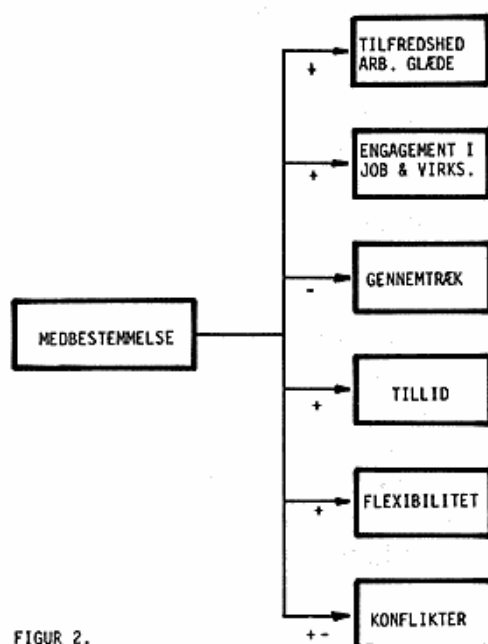 TILFREDSHED
ARB. GLÆDE
+
ENGAGEMENT I
JOB & VIRKS.
+
GENNEMTRÆK
-
MEDBESTEMMELSE
TILLID
+
FLEXIBILITET
+
KONFLIKTER
+-
FIGUR 2.